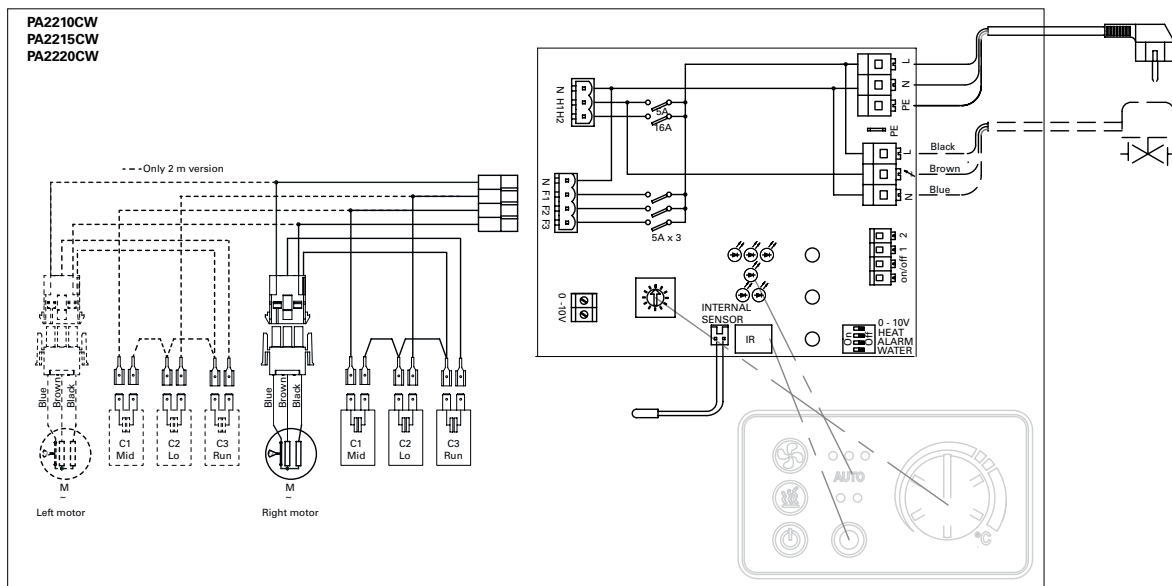 PA2210CW
PA2215CW
PA2220CW
L
N
PE
N
H1
H2
5A
16A
PE
---Only 2 m version
L
Black
Brown
N
Blue
N
F1
F2
F3
5A x 3
2
1
on/off
0 -10V
INTERNAL
SENSOR
IR
On
Off
0 - 10V
HEAT
ALARM
WATER
Blue
Brown
Black
Blue
Brown
Black
C1
Mid
C2
Lo
C3
Run
C1
Mid
C2
Lo
C3
Run
AUTO
°C
M
~
Left motor
M
~
Right motor